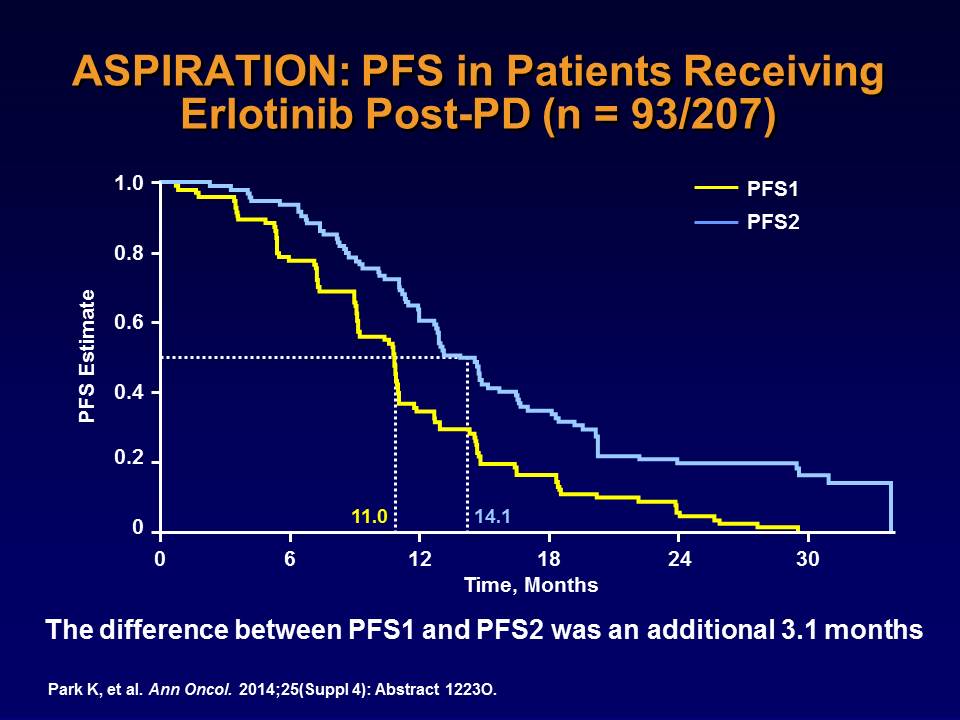 ASPIRATION: PFS in Patients Receiving
Erlotinib Post-PD (n = 93/207)
PFS1
PFS2
PFS Estimate
1.0
0.8
0.6
0.4
0.2
0
11.0
14.1
0 6 12 18 24 30
Time, Months
The difference between PFS1 and PFS2 was an additional 3.1 months
Park K, et al. Ann Oncol. 2014;25(Suppl 4): Abstract 1223O.